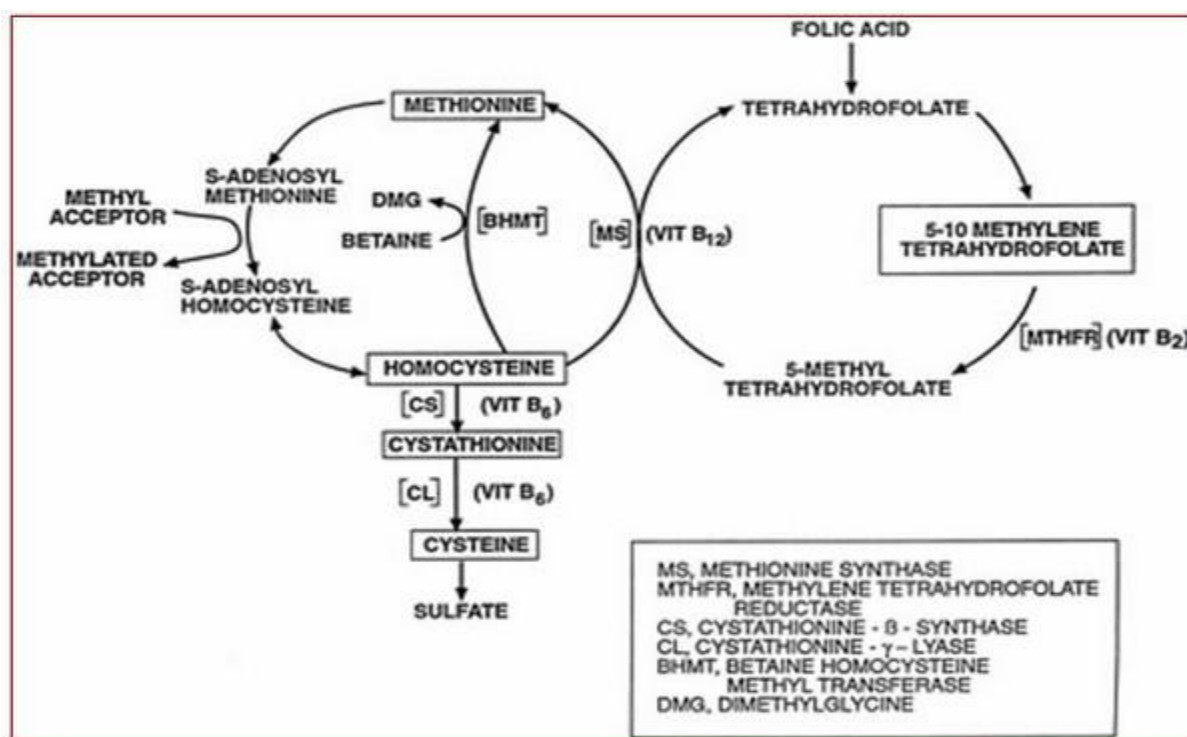 FOLIC ACID
METHIONINE
TETRAHYDROFOLATE
S-ADENOSYL
METHIONINE
METHYL
ACCEPTOR
DMG
BETAINE
[BHMT]
[MS] (VIT B12)
5-10 METHYLENE
TETRAHYDROFOLATE
METHYLATED
ACCEPTOR
S-ADENOSYL
HOMOCYSTEINE
[MTHFR] (VIT B2)
HOMOCYSTEINE
5-METHYL
TETRAHYDROFOLATE
[CS] (VIT B6)
CYSTATHIONINE
[CL] (VIT B6)
CYSTEINE
SULFATE
MS, METHIONINE SYNTHASE
MTHFR, METHYLENE TETRAHYDROFOLATE
REDUCTASE
CS, CYSTATHIONINE - ß - SYNTHASE
CL, CYSTATHIONINE - γ - LYASE
BHMT, BETAINE HOMOCYSTEINE
METHYL TRANSFERASE
DMG, DIMETHYLGLYCINE